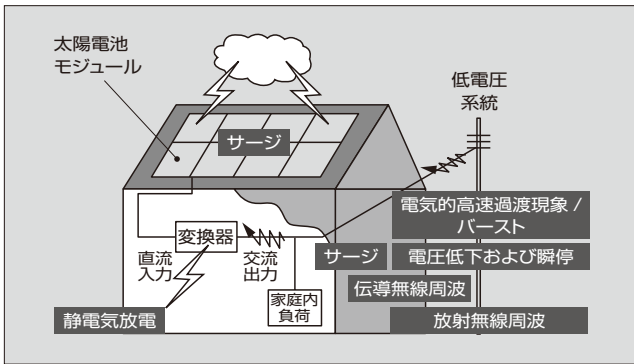 太陽電池
モジュール
低電圧
系統
サージ
電気的高速過渡現象 /
バースト
変換器
直流
入力
交流
出力
サージ
電圧低下および瞬停
家庭内
負荷
伝導無線周波
静電気放電
放射無線周波